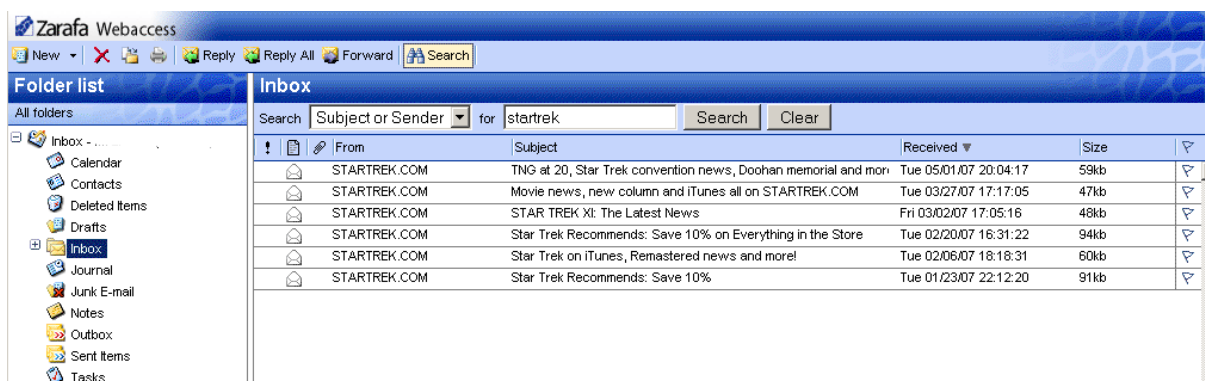 Zarafa Webaccess
New Reply Reply All Forward Search
Folder list
All folders
Inbox -
Calendar
Contacts
Deleted Items
Drafts
Inbox
Journal
Junk E-mail
Notes
Outbox
Sent Items
Tasks
Inbox
Search Subject or Sender for startrek Search Clear
! From Subject Received Size
STARTREK.COM TNG at 20, Star Trek convention news, Doohan memorial and mor Tue 05/01/07 20:04:17 59kb
STARTREK.COM Movie news, new column and iTunes all on STARTREK.COM Tue 03/27/07 17:17:05 47kb
STARTREK.COM STAR TREK XI: The Latest News Fri 03/02/07 17:05:16 48kb
STARTREK.COM Star Trek Recommends: Save 10% on Everything in the Store Tue 02/20/07 16:31:22 94kb
STARTREK.COM Star Trek on iTunes, Remastered news and more! Tue 02/06/07 18:18:31 60kb
STARTREK.COM Star Trek Recommends: Save 10% Tue 01/23/07 22:12:20 91kb